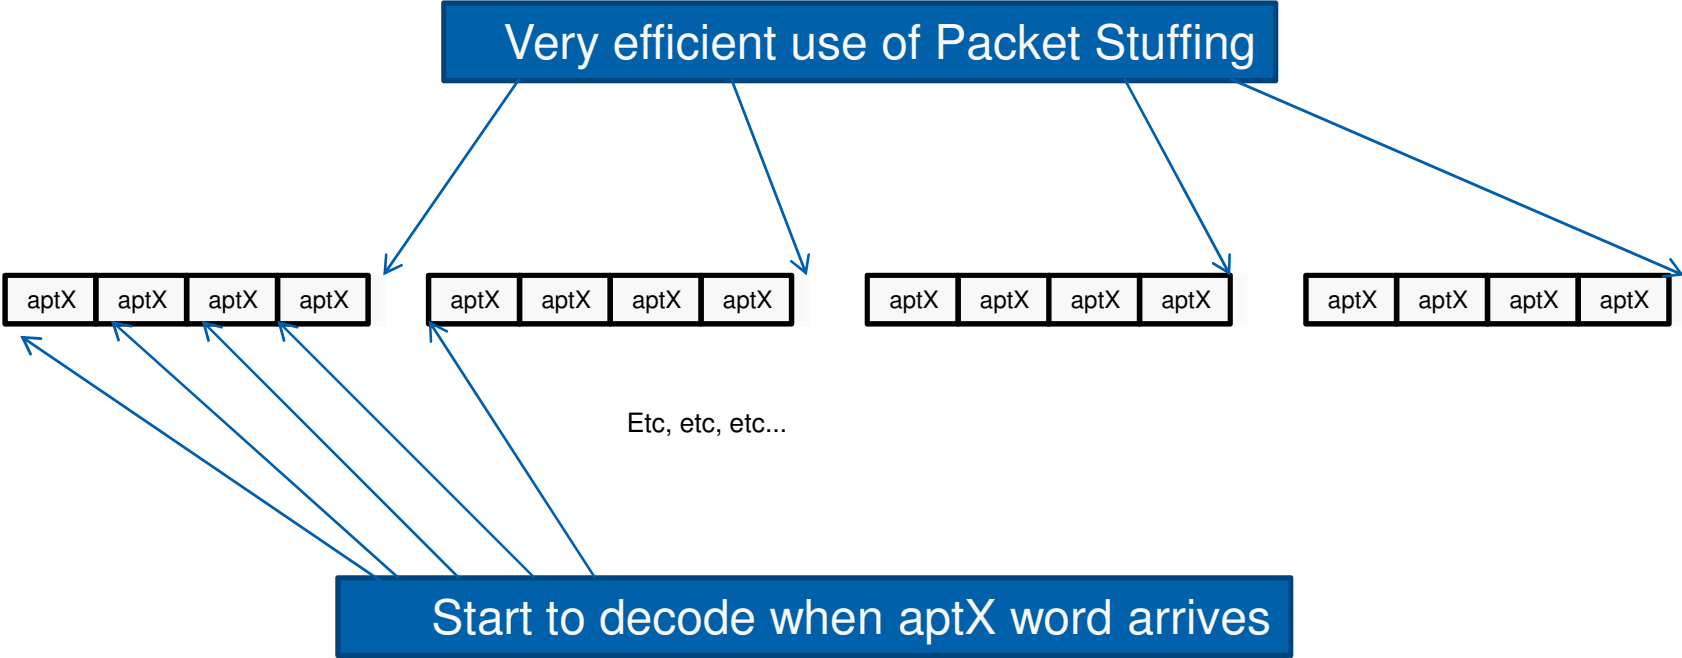 Very efficient use of Packet Stuffing
aptX aptX aptX aptX aptX aptX aptX aptX aptX aptX aptX aptX aptX aptX aptX aptX
Etc, etc, etc...
Start to decode when aptX word arrives